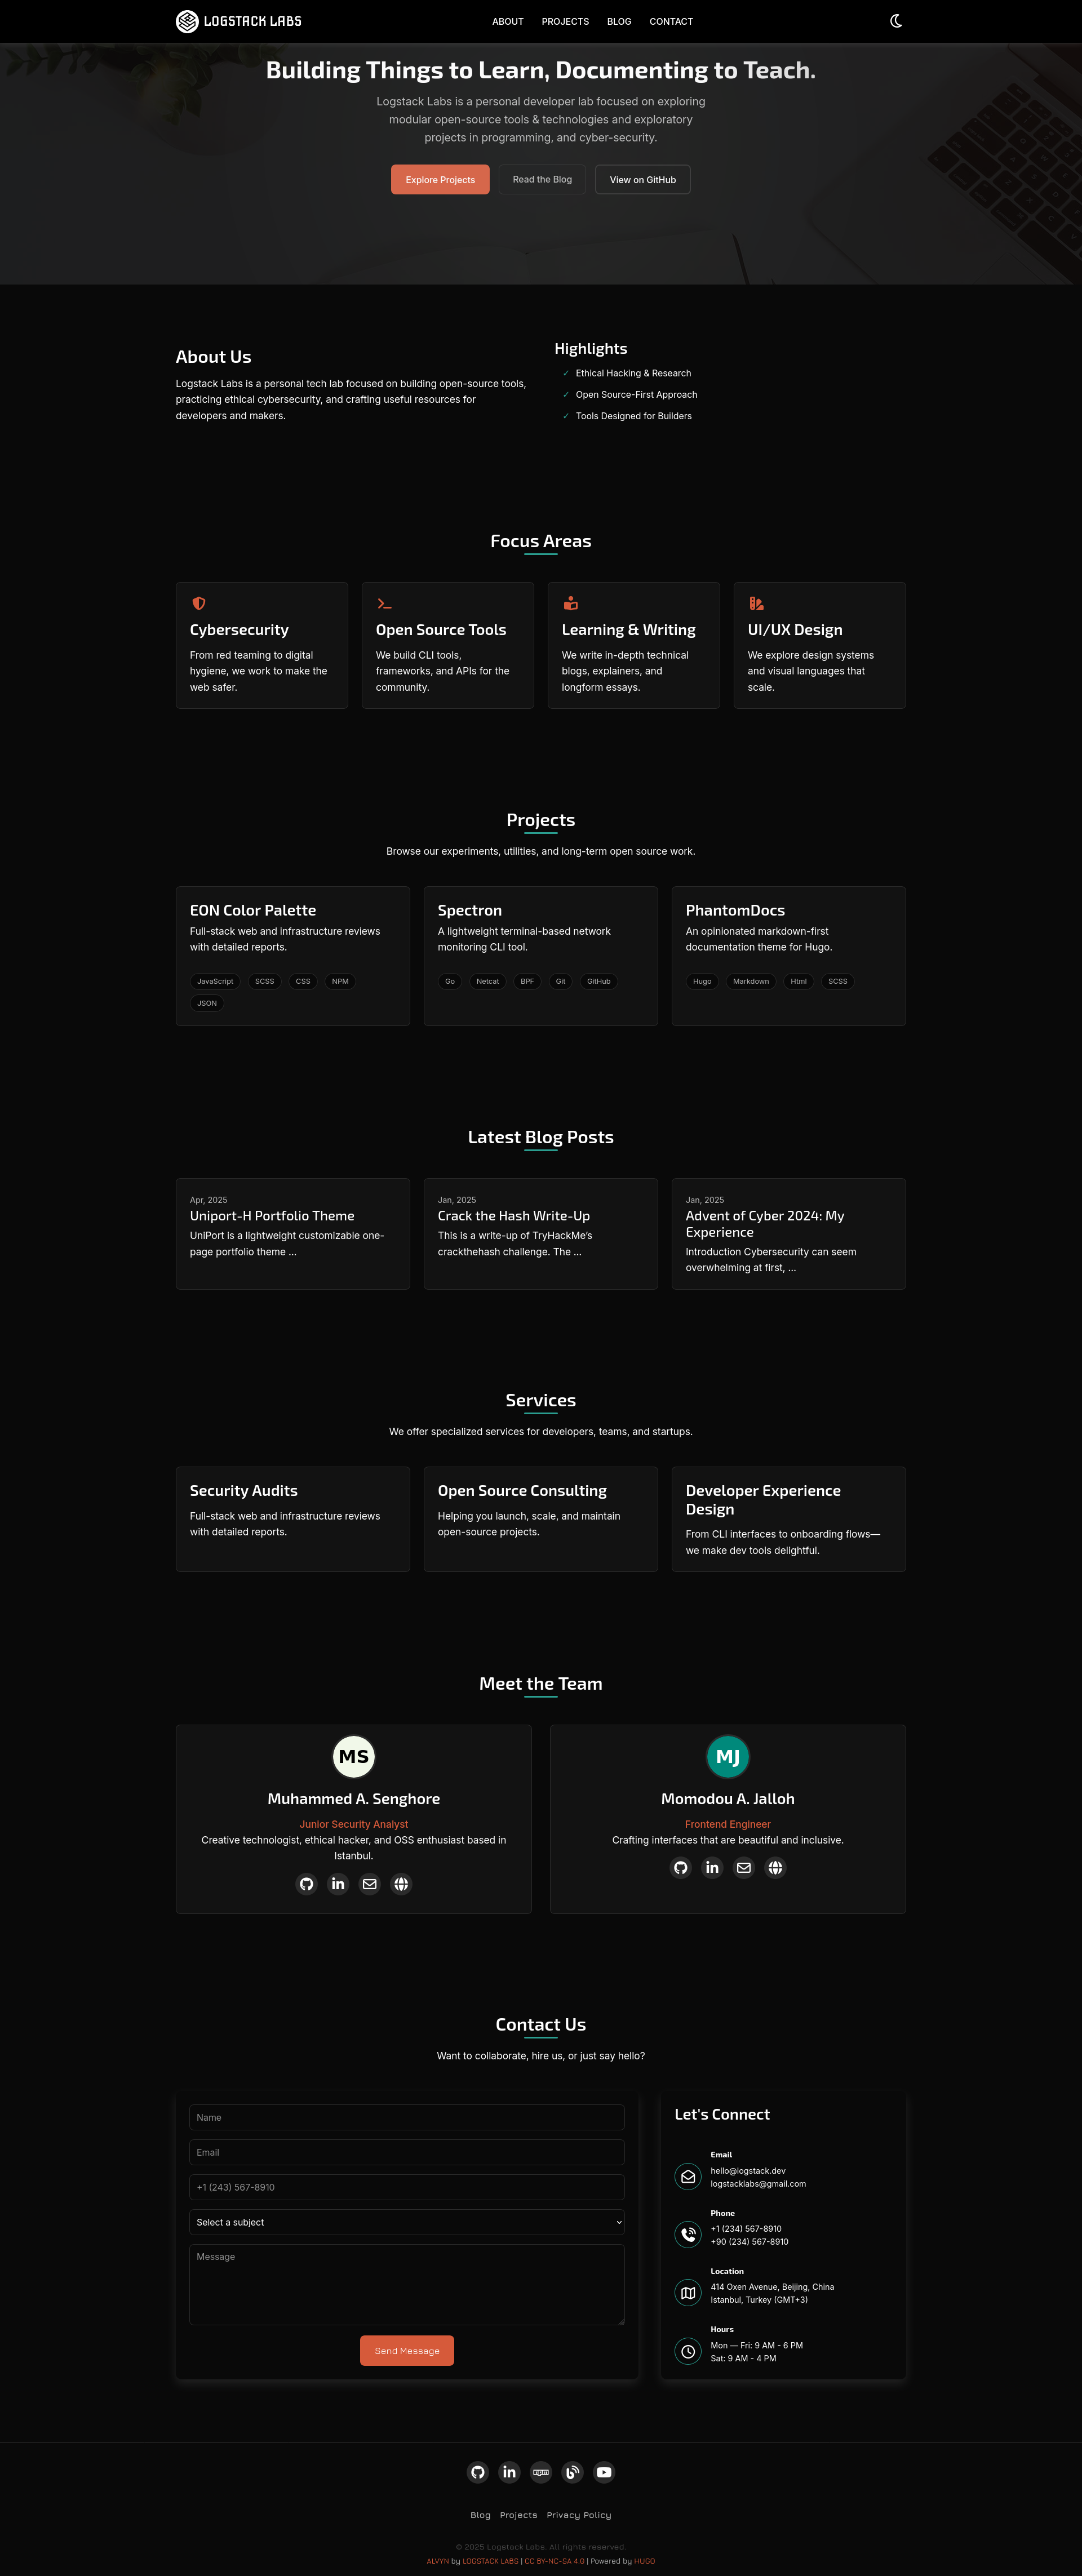 LOGSTACK LABS
ABOUT PROJECTS BLOG CONTACT
Building Things to Learn, Documenting to Teach.
Logstack Labs is a personal developer lab focused on exploring
modular open-source tools & technologies and exploratory
projects in programming, and cyber-security.
Explore Projects Read the Blog View on GitHub
About Us
Logstack Labs is a personal tech lab focused on building open-source tools,
practicing ethical cybersecurity, and crafting useful resources for
developers and makers.
Highlights
✓ Ethical Hacking & Research
✓ Open Source-First Approach
✓ Tools Designed for Builders
Focus Areas
Cybersecurity
From red teaming to digital
hygiene, we work to make the
web safer.
Open Source Tools
We build CLI tools,
frameworks, and APIs for the
community.
Learning & Writing
We write in-depth technical
blogs, explainers, and
longform essays.
UI/UX Design
We explore design systems
and visual languages that
scale.
Projects
Browse our experiments, utilities, and long-term open source work.
EON Color Palette
Full-stack web and infrastructure reviews
with detailed reports.
JavaScript SCSS CSS NPM
JSON
Spectron
A lightweight terminal-based network
monitoring CLI tool.
Go Netcat BPF Git GitHub
PhantomDocs
An opinionated markdown-first
documentation theme for Hugo.
Hugo Markdown Html SCSS
Latest Blog Posts
Apr, 2025
Uniport-H Portfolio Theme
UniPort is a lightweight customizable one-
page portfolio theme ...
Jan, 2025
Crack the Hash Write-Up
This is a write-up of TryHackMe's
crackthehash challenge. The ...
Jan, 2025
Advent of Cyber 2024: My
Experience
Introduction Cybersecurity can seem
overwhelming at first, ...
Services
We offer specialized services for developers, teams, and startups.
Security Audits
Full-stack web and infrastructure reviews
with detailed reports.
Open Source Consulting
Helping you launch, scale, and maintain
open-source projects.
Developer Experience
Design
From CLI interfaces to onboarding flows—
we make dev tools delightful.
Meet the Team
MS
Muhammed A. Senghore
Junior Security Analyst
Creative technologist, ethical hacker, and OSS enthusiast based in
Istanbul.
MJ
Momodou A. Jalloh
Frontend Engineer
Crafting interfaces that are beautiful and inclusive.
Contact Us
Want to collaborate, hire us, or just say hello?
Name
Email
+1 (243) 567-8910
Select a subject
Message
Send Message
Let's Connect
Email
hello@logstack.dev
logstacklabs@gmail.com
Phone
+1 (234) 567-8910
+90 (234) 567-8910
Location
414 Oxen Avenue, Beijing, China
Istanbul, Turkey (GMT+3)
Hours
Mon — Fri: 9 AM - 6 PM
Sat: 9 AM - 4 PM
npm
Blog Projects Privacy Policy
© 2025 Logstack Labs. All rights reserved.
ALVYN by LOGSTACK LABS | CC BY-NC-SA 4.0 | Powered by HUGO